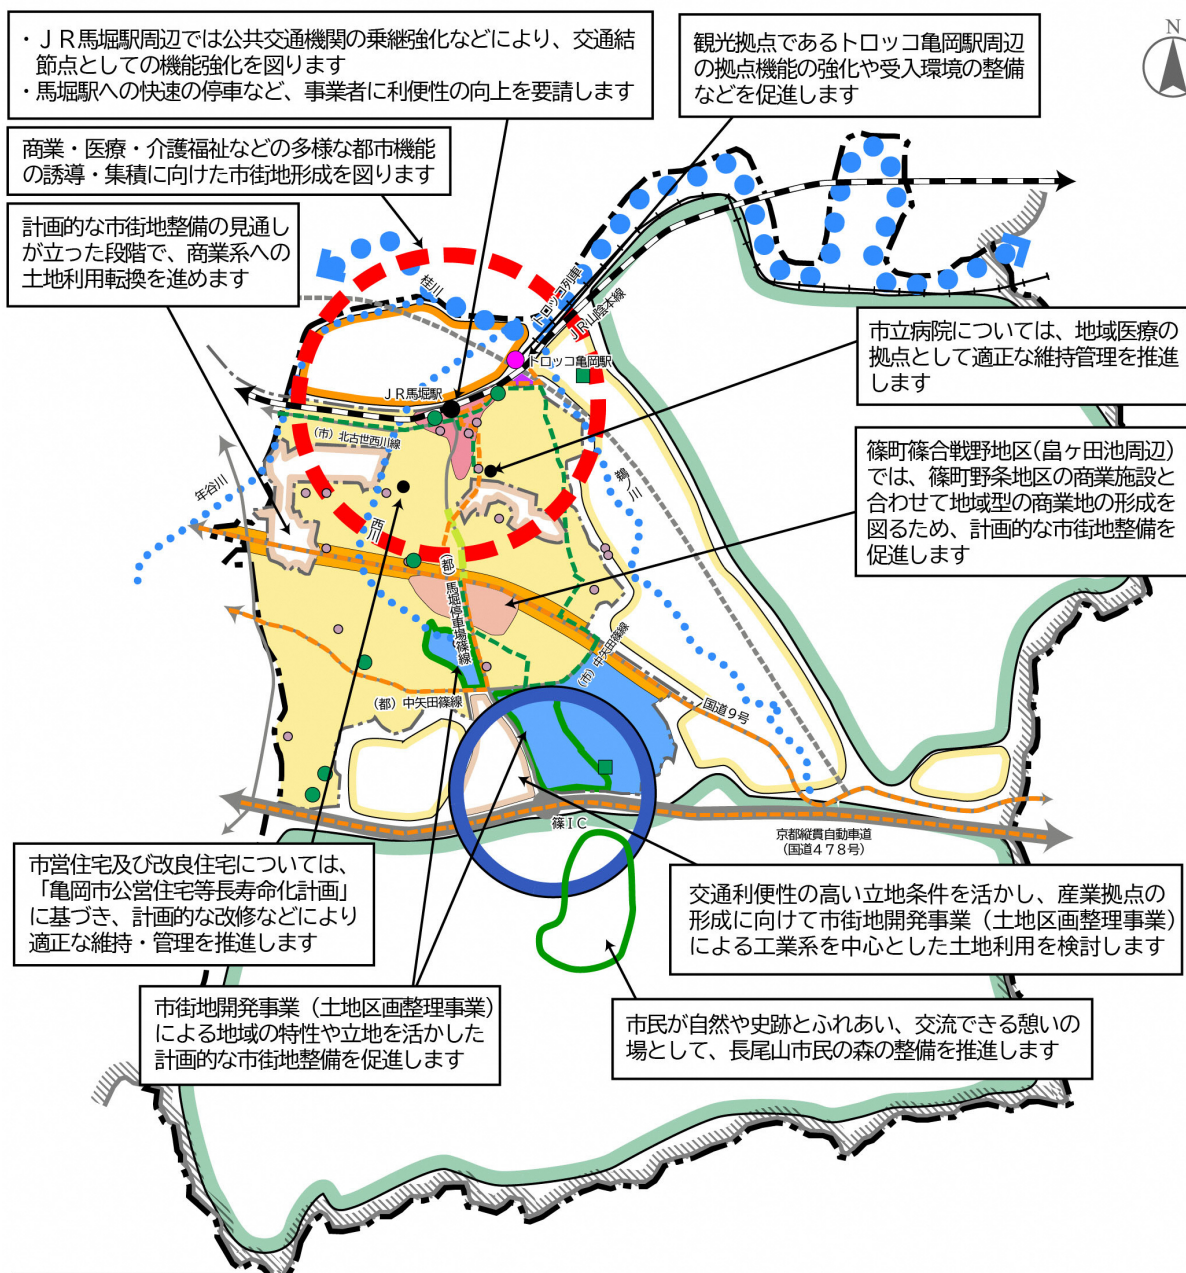 ・ＪＲ馬堀駅周辺では公共交通機関の乗継強化などにより、交通結
節点としての機能強化を図ります
・馬堀駅への快速の停車など、事業者に利便性の向上を要請します
観光拠点であるトロッコ亀岡駅周辺
の拠点機能の強化や受入環境の整備
などを促進します
N
商業・医療・介護福祉などの多様な都市機能
の誘導・集積に向けた市街地形成を図ります
計画的な市街地整備の見通し
が立った段階で、商業系への
土地利用転換を進めます
桂川
トロッコ列車
ＪＲ山陰本線
トロッコ亀岡駅
ＪＲ馬堀駅
市立病院については、地域医療の
拠点として適正な維持管理を推進
します
（市）北古世西川線
年谷川
西川
鵜ノ川
篠町篠合戦野地区（畠ヶ田池周辺）
では、篠町野条地区の商業施設と
合わせて地域型の商業地の形成を
図るため、計画的な市街地整備を
促進します
（都）馬堀停車場篠線
（市）中矢田篠線
（都）中矢田篠線
国道９号
篠ＩＣ
京都縦貫自動車道
（国道４７８号）
市営住宅及び改良住宅については、
「亀岡市公営住宅等長寿命化計画」
に基づき、計画的な改修などにより
適正な維持・管理を推進します
交通利便性の高い立地条件を活かし、産業拠点の
形成に向けて市街地開発事業（土地区画整理事業）
による工業系を中心とした土地利用を検討します
市街地開発事業（土地区画整理事業）
による地域の特性や立地を活かした
計画的な市街地整備を促進します
市民が自然や史跡とふれあい、交流できる憩いの
場として、長尾山市民の森の整備を推進します